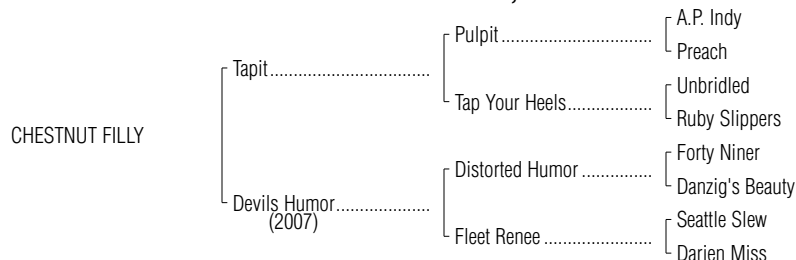 A.P. Indy
Pulpit
Preach
Tapit
Unbridled
Tap Your Heels
Ruby Slippers
CHESTNUT FILLY
Forty Niner
Distorted Humor
Danzig's Beauty
Devils Humor
(2007)
Seattle Slew
Fleet Renee
Darien Miss